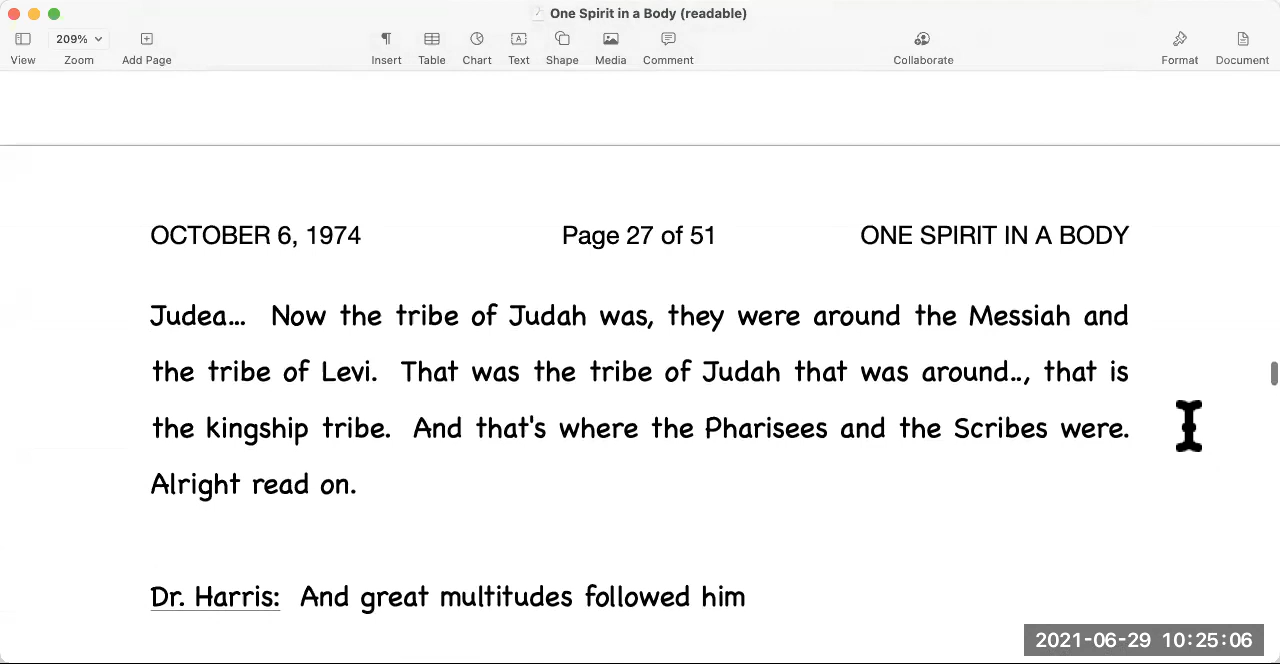 One Spirit in a Body (readable)
209%
View Zoom Add Page Insert Table Chart Text Shape Media Comment Collaborate Format Document
OCTOBER 6, 1974 Page 27 of 51 ONE SPIRIT IN A BODY
Judea... Now the tribe of Judah was, they were around the Messiah and
the tribe of Levi. That was the tribe of Judah that was around.., that is
the kingship tribe. And that's where the Pharisees and the Scribes were.
Alright read on.
Dr. Harris: And great multitudes followed him
2021-06-29 10:25:06